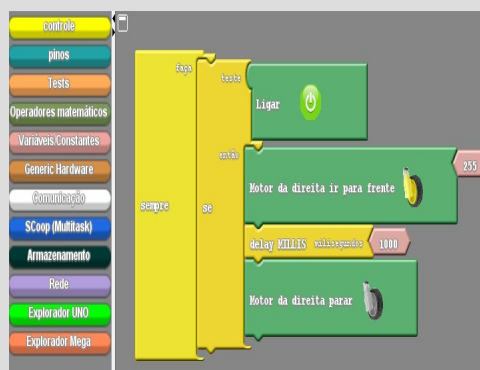 controle
pinos
Tests
Operadores matemáticos
Variáveis/Constantes
Generic Hardware
Comunicação
SCoop (Multitask)
Armazenamento
Rede
Explorador UNO
Explorador Mega
sempre
faça
se
teste
Ligar
então
Motor da direita ir para frente
255
delay MILLIS milisegundos 1000
Motor da direita parar